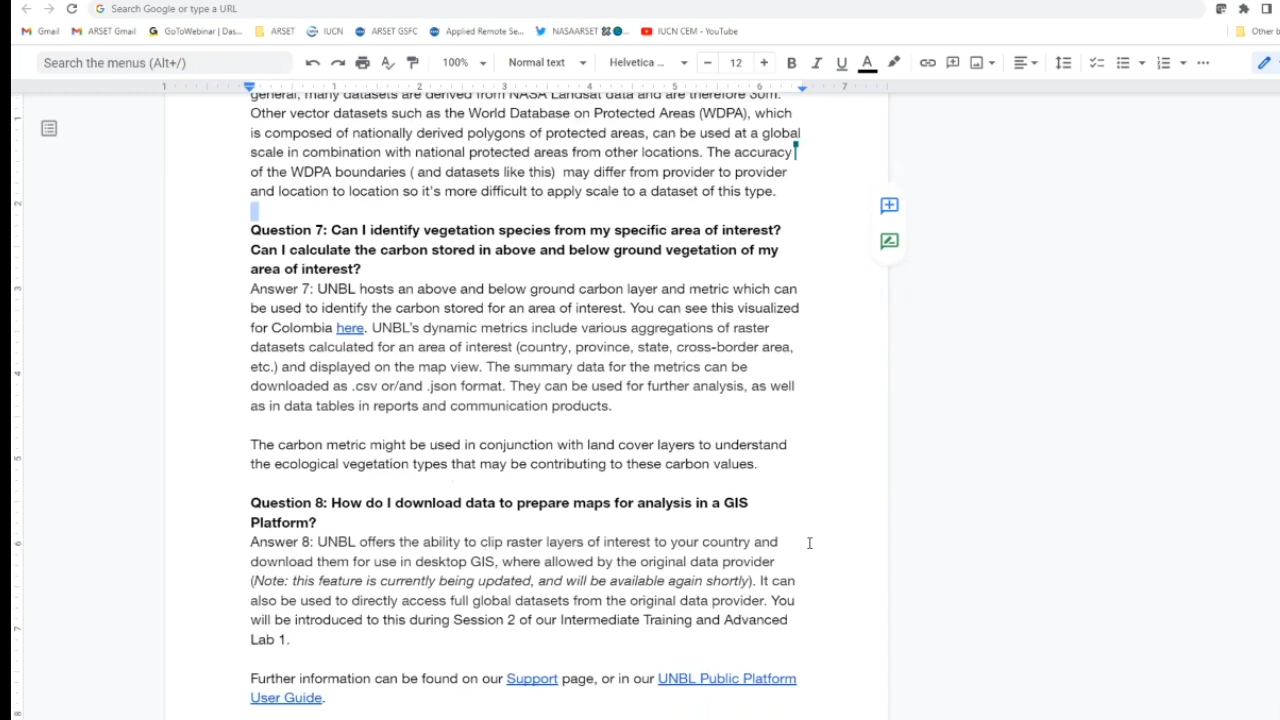 Search Google or type a URL
Gmail
ARSET Gmail
GoToWebinar | Das...
ARSET
IUCN
ARSET GSFC
Applied Remote Se...
NASAARSET
IUCN CEM - YouTube
Other b
Search the menus (Alt+/)
100%
Normal text
Helvetica ...
12
B I U A
1 1 2 3 4 5 6 7
general, many datasets are derived from NASA Landsat data and are therefore 30m.
Other vector datasets such as the World Database on Protected Areas (WDPA), which
is composed of nationally derived polygons of protected areas, can be used at a global
scale in combination with national protected areas from other locations. The accuracy
of the WDPA boundaries ( and datasets like this)  may differ from provider to provider
and location to location so it's more difficult to apply scale to a dataset of this type.
Question 7: Can I identify vegetation species from my specific area of interest?
Can I calculate the carbon stored in above and below ground vegetation of my
area of interest?
Answer 7: UNBL hosts an above and below ground carbon layer and metric which can
be used to identify the carbon stored for an area of interest. You can see this visualized
for Colombia here. UNBL's dynamic metrics include various aggregations of raster
datasets calculated for an area of interest (country, province, state, cross-border area,
etc.) and displayed on the map view. The summary data for the metrics can be
downloaded as .csv or/and .json format. They can be used for further analysis, as well
as in data tables in reports and communication products.
The carbon metric might be used in conjunction with land cover layers to understand
the ecological vegetation types that may be contributing to these carbon values.
Question 8: How do I download data to prepare maps for analysis in a GIS
Platform?
Answer 8: UNBL offers the ability to clip raster layers of interest to your country and
download them for use in desktop GIS, where allowed by the original data provider
(Note: this feature is currently being updated, and will be available again shortly). It can
also be used to directly access full global datasets from the original data provider. You
will be introduced to this during Session 2 of our Intermediate Training and Advanced
Lab 1.
Further information can be found on our Support page, or in our UNBL Public Platform
User Guide.